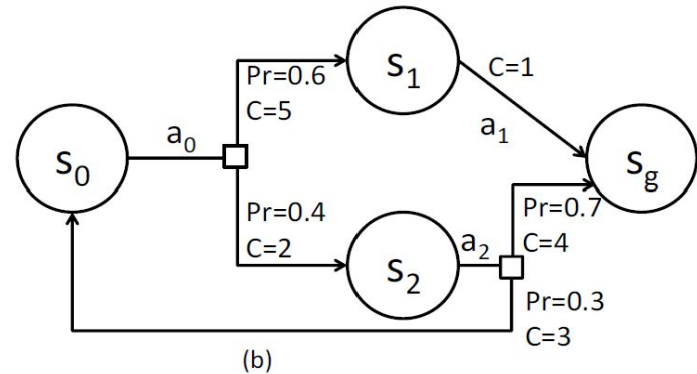 s0
a0
Pr=0.6
C=5
Pr=0.4
C=2
s1
C=1
a1
s2
a2
sg
Pr=0.7
C=4
Pr=0.3
C=3
(b)